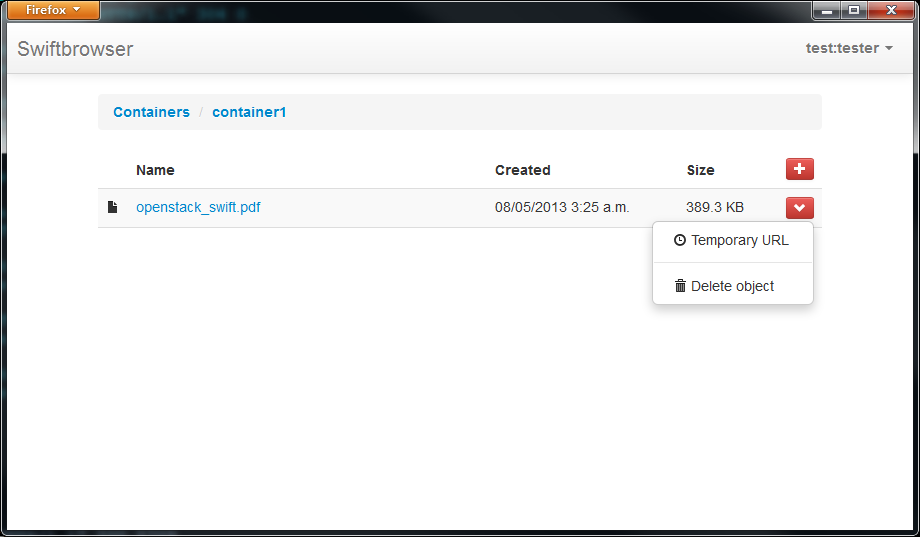 Firefox
Swiftbrowser
test:tester
Containers / container1
Name Created Size
openstack_swift.pdf 08/05/2013 3:25 a.m. 389.3 KB
Temporary URL
Delete object